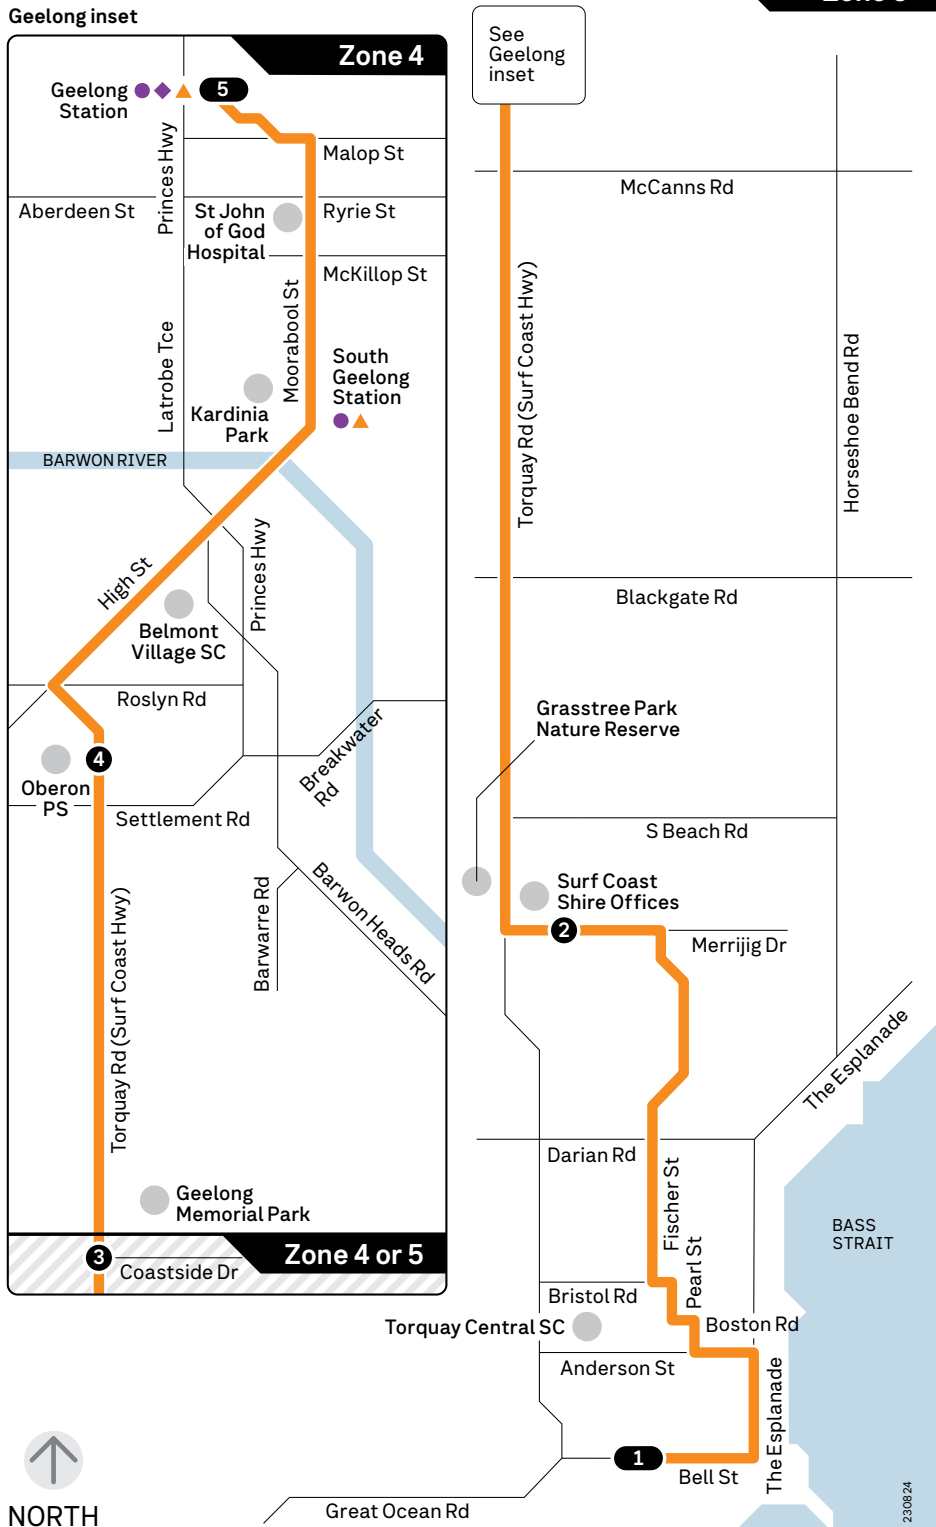 Geelong inset
Zone 4
See
Geelong
inset
Geelong
Station
5
Princes Hwy
Malop St
McCanns Rd
Aberdeen St
St John
of God
Hospital
Ryrie St
McKillop St
Moorabool St
Latrobe Tce
South
Geelong
Station
Kardinia
Park
Torquay Rd (Surf Coast Hwy)
Horseshoe Bend Rd
BARWON RIVER
High St
Princes Hwy
Belmont
Village SC
Blackgate Rd
Roslyn Rd
Breakwater
Rd
4
Oberon
PS
Settlement Rd
Grasstree Park
Nature Reserve
S Beach Rd
Surf Coast
Shire Offices
2
Merrijig Dr
Torquay Rd (Surf Coast Hwy)
Barwarre Rd
Barwon Heads Rd
The Esplanade
Darian Rd
Fischer St
Geelong
Memorial Park
Zone 4 or 5
3
Coastside Dr
BASS
STRAIT
Pearl St
Bristol Rd
Torquay Central SC
Boston Rd
Anderson St
The Esplanade
1
Bell St
Great Ocean Rd
NORTH
230824